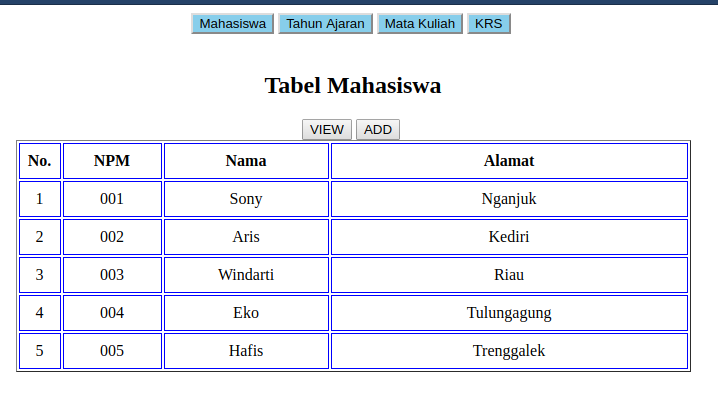 Mahasiswa Tahun Ajaran Mata Kuliah KRS
Tabel Mahasiswa
VIEW ADD
No. NPM Nama Alamat
1 001 Sony Nganjuk
2 002 Aris Kediri
3 003 Windarti Riau
4 004 Eko Tulungagung
5 005 Hafis Trenggalek